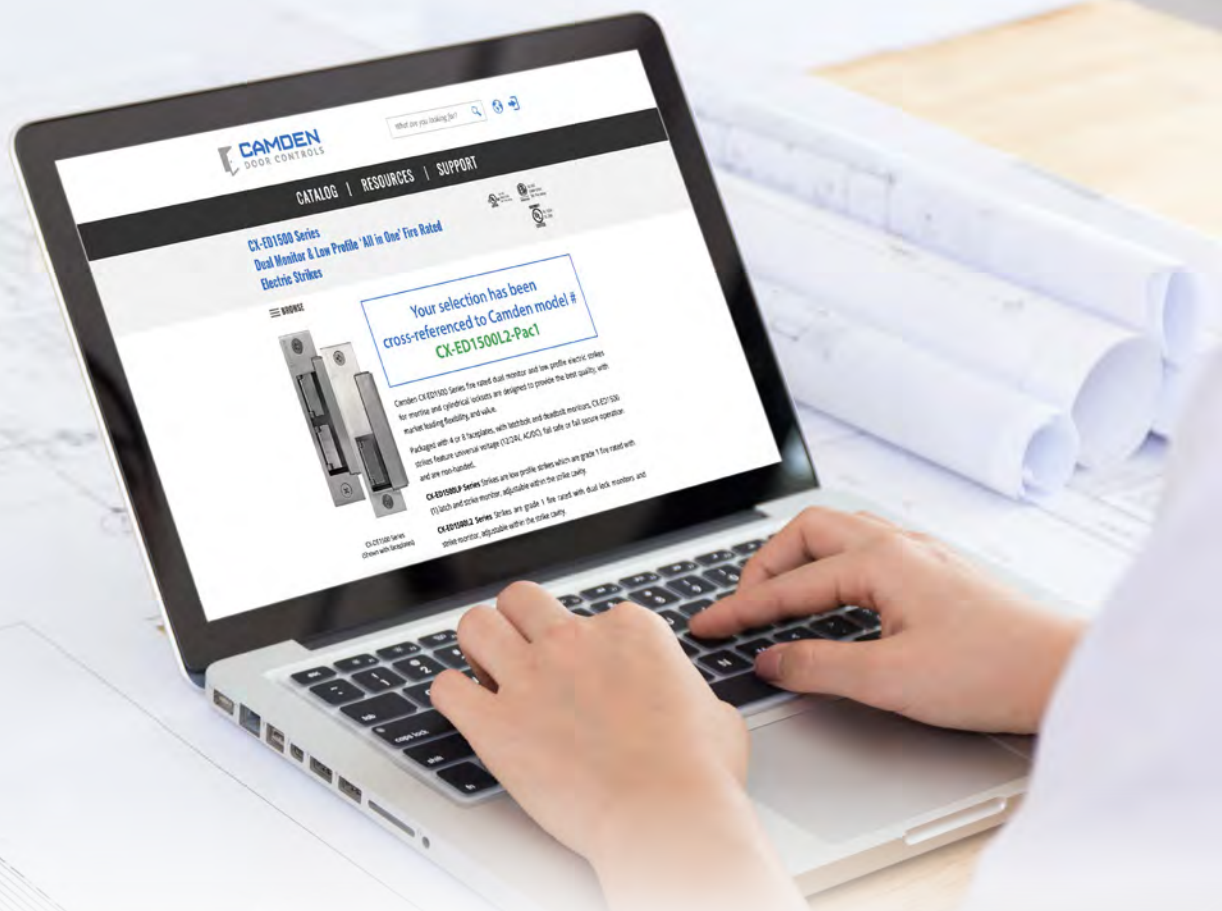 CAMDEN
DOOR CONTROLS
What are you looking for?
CATALOG | RESOURCES | SUPPORT
CX-ED1500 Series
Dual Monitor & Low Profile 'All in One' Fire Rated
Electric Strikes
BROWSE
Your selection has been
cross-referenced to Camden model #
CX-ED1500L2-Pac1
Camden CX-ED1500 Series fire rated dual monitor and low profile electric strikes
for mortise and cylindrical locksets are designed to provide the best quality, with
market leading flexibility, and value.
Packaged with 4 or 8 faceplates, with latchbolt and deadbolt monitors, CX-ED1500
strikes feature universal voltage (12/24V, AC/DC), fail safe or fail secure operation
and are non-handed.
CX-ED1500LP Series Strikes are low profile strikes which are grade 1 fire rated with
(1) latch and strike monitor, adjustable within the strike cavity.
CX-ED1500L2 Series Strikes are grade 1 fire rated with dual lock monitors and
strike monitor, adjustable within the strike cavity.
(Shown with faceplates)
esc
tab
caps lock
shift
fn
N